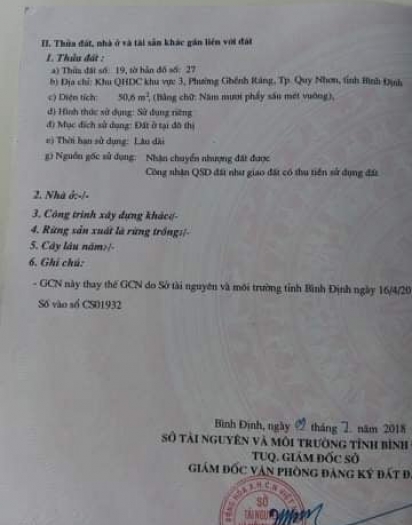 II. Thửa đất, nhà ở và tài sản khác gắn liền với đất
1. Thửa đất :
a) Thửa đất số: 19, tờ bản đồ số: 27
b) Địa chỉ: Khu QHDC khu vực 3, Phường Ghềnh Ráng, Tp. Quy Nhơn, tỉnh Bình Định
c) Diện tích: 50,6 m², (Bằng chữ: Năm mươi phẩy sáu mét vuông),
d) Hình thức sử dụng: Sử dụng riêng
đ) Mục đích sử dụng: Đất ở tại đô thị
e) Thời hạn sử dụng: Lâu dài
g) Nguồn gốc sử dụng: Nhận chuyển nhượng đất được
Công nhận QSD đất như giao đất có thu tiền sử dụng đất
2. Nhà ở:-/-
3. Công trình xây dựng khác:-/-
4. Rừng sản xuất là rừng trồng:-/-
5. Cây lâu năm:-/-
6. Ghi chú:
- GCN này thay thế GCN do Sở tài nguyên và môi trường tỉnh Bình Định ngày 16/4/20
Số vào sổ CS01932
Bình Định, ngày 02 tháng 7 năm 2018
SỞ TÀI NGUYÊN VÀ MÔI TRƯỜNG TỈNH BÌNH
TUQ. GIÁM ĐỐC SỞ
GIÁM ĐỐC VĂN PHÒNG ĐĂNG KÝ ĐẤT Đ
SỞ